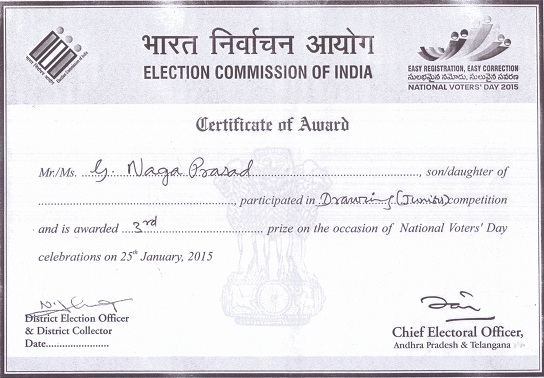 भारत निर्वाचन आयोग
ELECTION COMMISSION OF INDIA
EASY REGISTRATION, EASY CORRECTION
సులభమైన నమోదు, సులువైన సవరణ
NATIONAL VOTERS' DAY 2015
Certificate of Award
Mr./Ms. G. Naga Prasad, son/daughter of
, participated in Drawing (Junior) competition
and is awarded 3rd prize on the occasion of National Voters' Day
celebrations on 25th January, 2015
District Election Officer
& District Collector
Date......................
Chief Electoral Officer,
Andhra Pradesh & Telangana